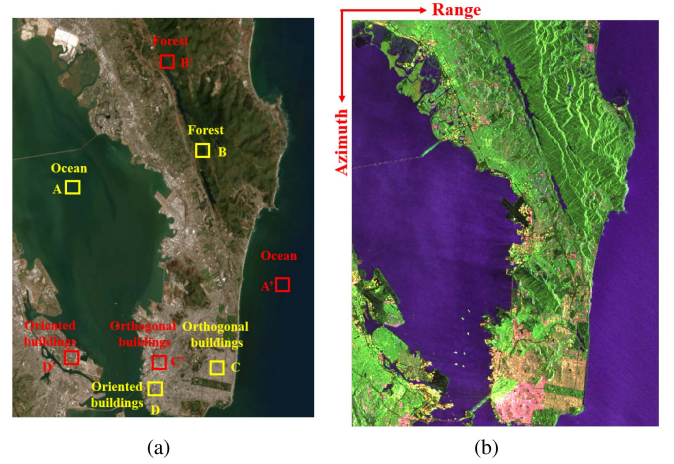 Forest
B'
Forest
B
Ocean
A
Ocean
A'
Oriented
buildings
D'
Orthogonal
buildings
C'
Orthogonal
buildings
C
Oriented
buildings
D
(a)
Range
Azimuth
(b)